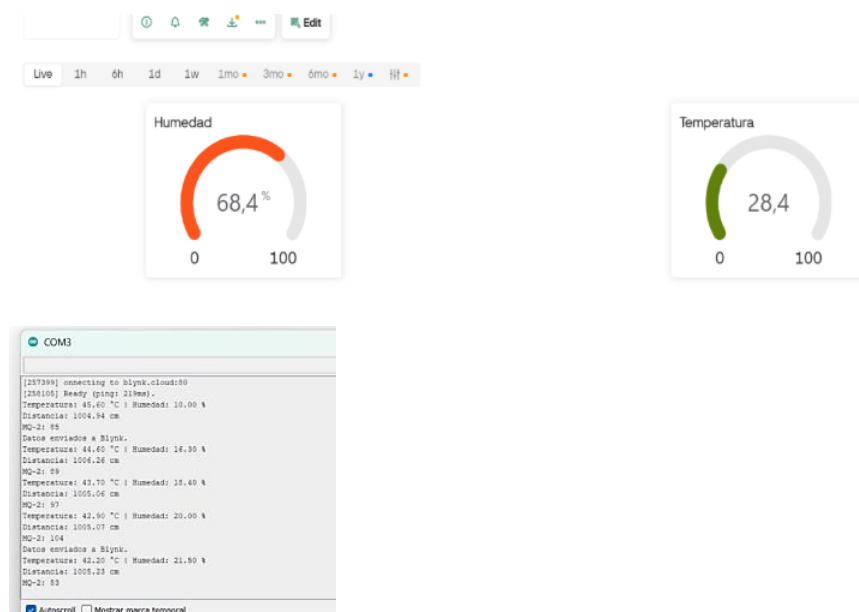 Edit
Live 1h 6h 1d 1w 1mo 3mo 6mo 1y
Humedad
68,4 %
0 100
Temperatura
28,4
0 100
COM3
[257399] onnecting to blynk.cloud:80
[258105] Ready (ping: 219ms).
Temperatura: 45.60 °C | Humedad: 10.00 %
Distancia: 1004.94 cm
MQ-2: 85
Datos enviados a Blynk.
Temperatura: 44.60 °C | Humedad: 16.30 %
Distancia: 1006.26 cm
MQ-2: 89
Temperatura: 43.70 °C | Humedad: 18.40 %
Distancia: 1005.06 cm
MQ-2: 97
Temperatura: 42.90 °C | Humedad: 20.00 %
Distancia: 1005.07 cm
MQ-2: 104
Datos enviados a Blynk.
Temperatura: 42.20 °C | Humedad: 21.50 %
Distancia: 1005.23 cm
MQ-2: 83
Autoscroll Mostrar marca temporal